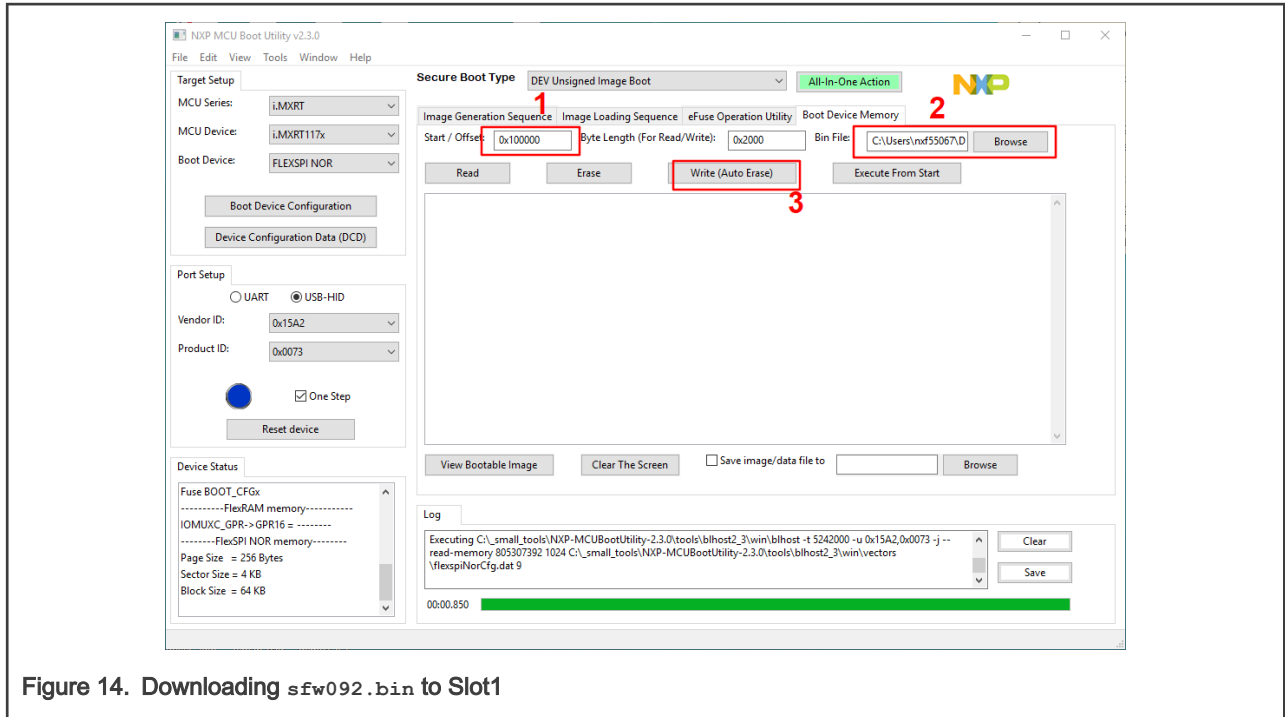 NXP MCU Boot Utility v2.3.0
File Edit View Tools Window Help
Target Setup
MCU Series: i.MXRT
MCU Device: i.MXRT117x
Boot Device: FLEXSPI NOR
Boot Device Configuration
Device Configuration Data (DCD)
Port Setup
UART USB-HID
Vendor ID: 0x15A2
Product ID: 0x0073
One Step
Reset device
Device Status
Fuse BOOT_CFGx
----------FlexRAM memory-----------
IOMUXC_GPR->GPR16 = --------
--------FlexSPI NOR memory--------
Page Size = 256 Bytes
Sector Size = 4 KB
Block Size = 64 KB
Secure Boot Type DEV Unsigned Image Boot All-In-One Action NXP
1 2
Image Generation Sequence Image Loading Sequence eFuse Operation Utility Boot Device Memory
Start / Offset: 0x100000 Byte Length (For Read/Write): 0x2000 Bin File: C:\Users\nxf55067\D Browse
Read Erase Write (Auto Erase) Execute From Start
3
View Bootable Image Clear The Screen Save image/data file to Browse
Log
Executing C:\_small_tools\NXP-MCUBootUtility-2.3.0\tools\blhost2_3\win\blhost -t 5242000 -u 0x15A2,0x0073 -j --
read-memory 805307392 1024 C:\_small_tools\NXP-MCUBootUtility-2.3.0\tools\blhost2_3\win\vectors
\flexspiNorCfg.dat 9
Clear
Save
00:00.850
Figure 14. Downloading sfw092.bin to Slot1